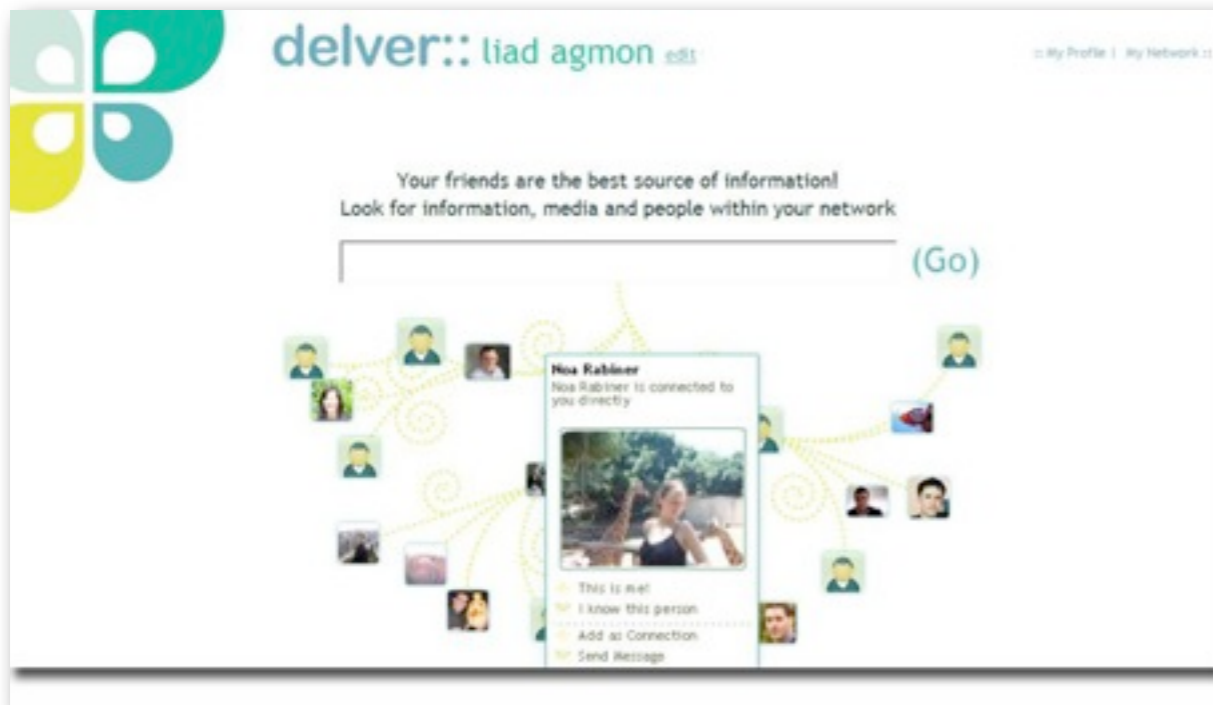 delver:: liad agmon edit
:: My Profile | My Network ::
Your friends are the best source of information!
Look for information, media and people within your network
(Go)
Noa Rabiner
Noa Rabiner is connected to
you directly
This is me!
I know this person
Add as Connection
Send Message